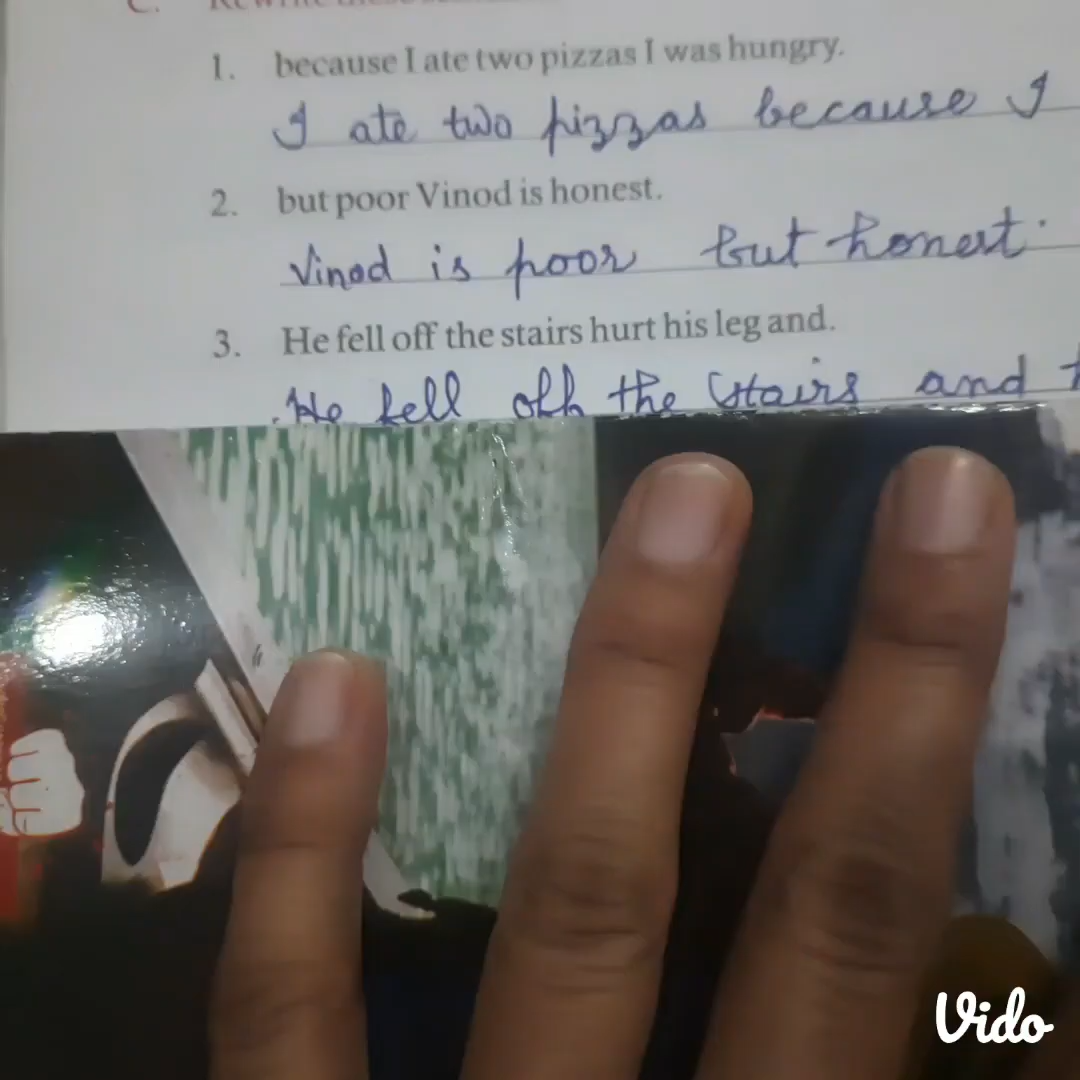 C.
1. because I ate two pizzas I was hungry.
I ate two pizzas because I
2. but poor Vinod is honest.
Vinod is poor but honest.
3. He fell off the stairs hurt his leg and.
He fell off the stairs and
Vido